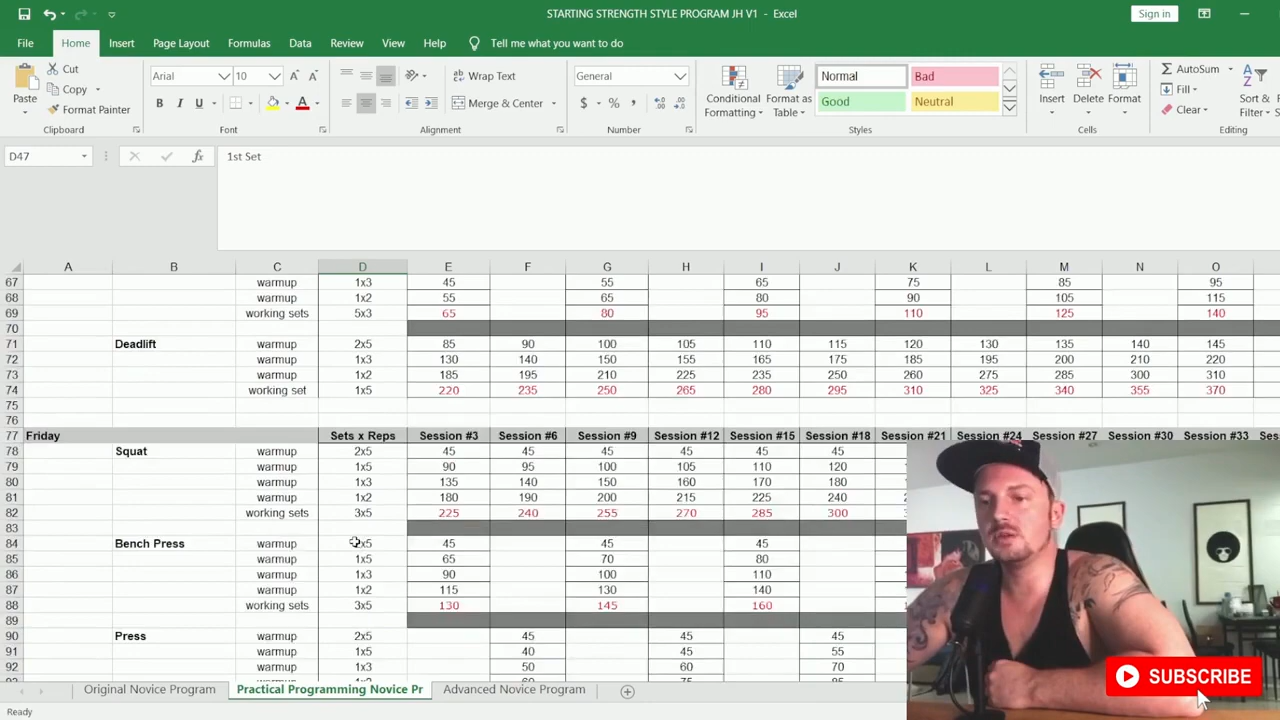 STARTING STRENGTH STYLE PROGRAM JH V1 - Excel
Sign in
File Home Insert Page Layout Formulas Data Review View Help Tell me what you want to do
Paste Cut Copy Format Painter Clipboard
Arial 10 B I U A A A Font
Wrap Text Merge & Center Alignment
General $ % , Number
Conditional Formatting Format as Table Normal Bad Good Neutral Styles
Insert Delete Format Cells
AutoSum Fill Clear Sort & Filter Editing
D47 fx 1st Set
A B C D E F G H I J K L M N O
67 warmup 1x3 45 55 65 75 85 95
68 warmup 1x2 55 65 80 90 105 115
69 working sets 5x3 65 80 95 110 125 140
70
71 Deadlift warmup 2x5 85 90 100 105 110 115 120 130 135 140 145
72 warmup 1x3 130 140 150 155 165 175 185 195 200 210 220
73 warmup 1x2 185 195 210 225 235 250 260 275 285 300 310
74 working set 1x5 220 235 250 265 280 295 310 325 340 355 370
75
76
77 Friday Sets x Reps Session #3 Session #6 Session #9 Session #12 Session #15 Session #18 Session #21 Session #24 Session #27 Session #30 Session #33
78 Squat warmup 2x5 45 45 45 45 45 45
79 warmup 1x5 90 95 100 105 110 120
80 warmup 1x3 135 140 150 160 170 180
81 warmup 1x2 180 190 200 215 225 240
82 working sets 3x5 225 240 255 270 285 300
83
84 Bench Press warmup 45 45 45
85 warmup 1x5 65 70 80
86 warmup 1x3 90 100 110
87 warmup 1x2 115 130 140
88 working sets 3x5 130 145 160
89
90 Press warmup 2x5 45 45 45
91 warmup 1x5 40 45 55
92 warmup 1x3 50 60 70
Original Novice Program Practical Programming Novice Pr Advanced Novice Program
Ready
SUBSCRIBE